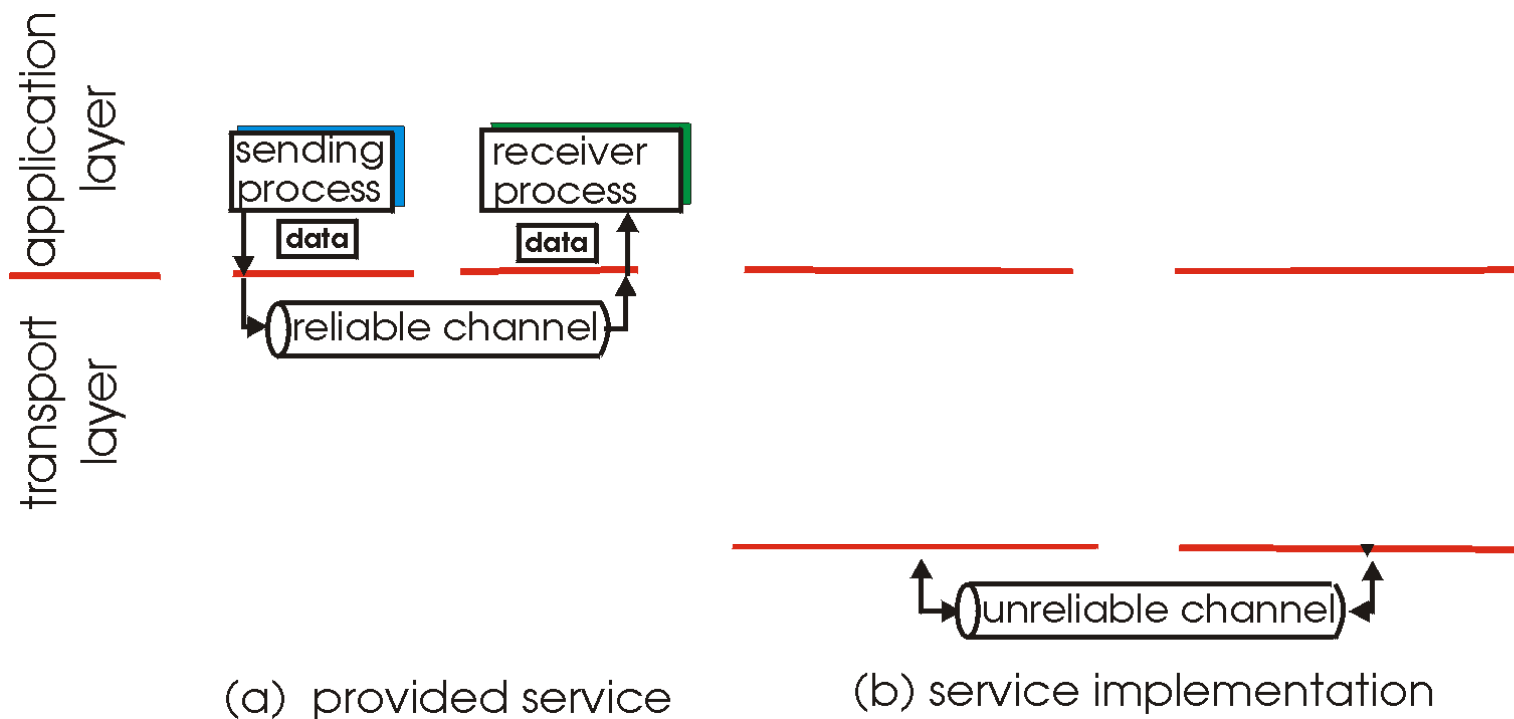 application
layer
sending
process
receiver
process
data
data
reliable channel
transport
layer
unreliable channel
(a) provided service
(b) service implementation